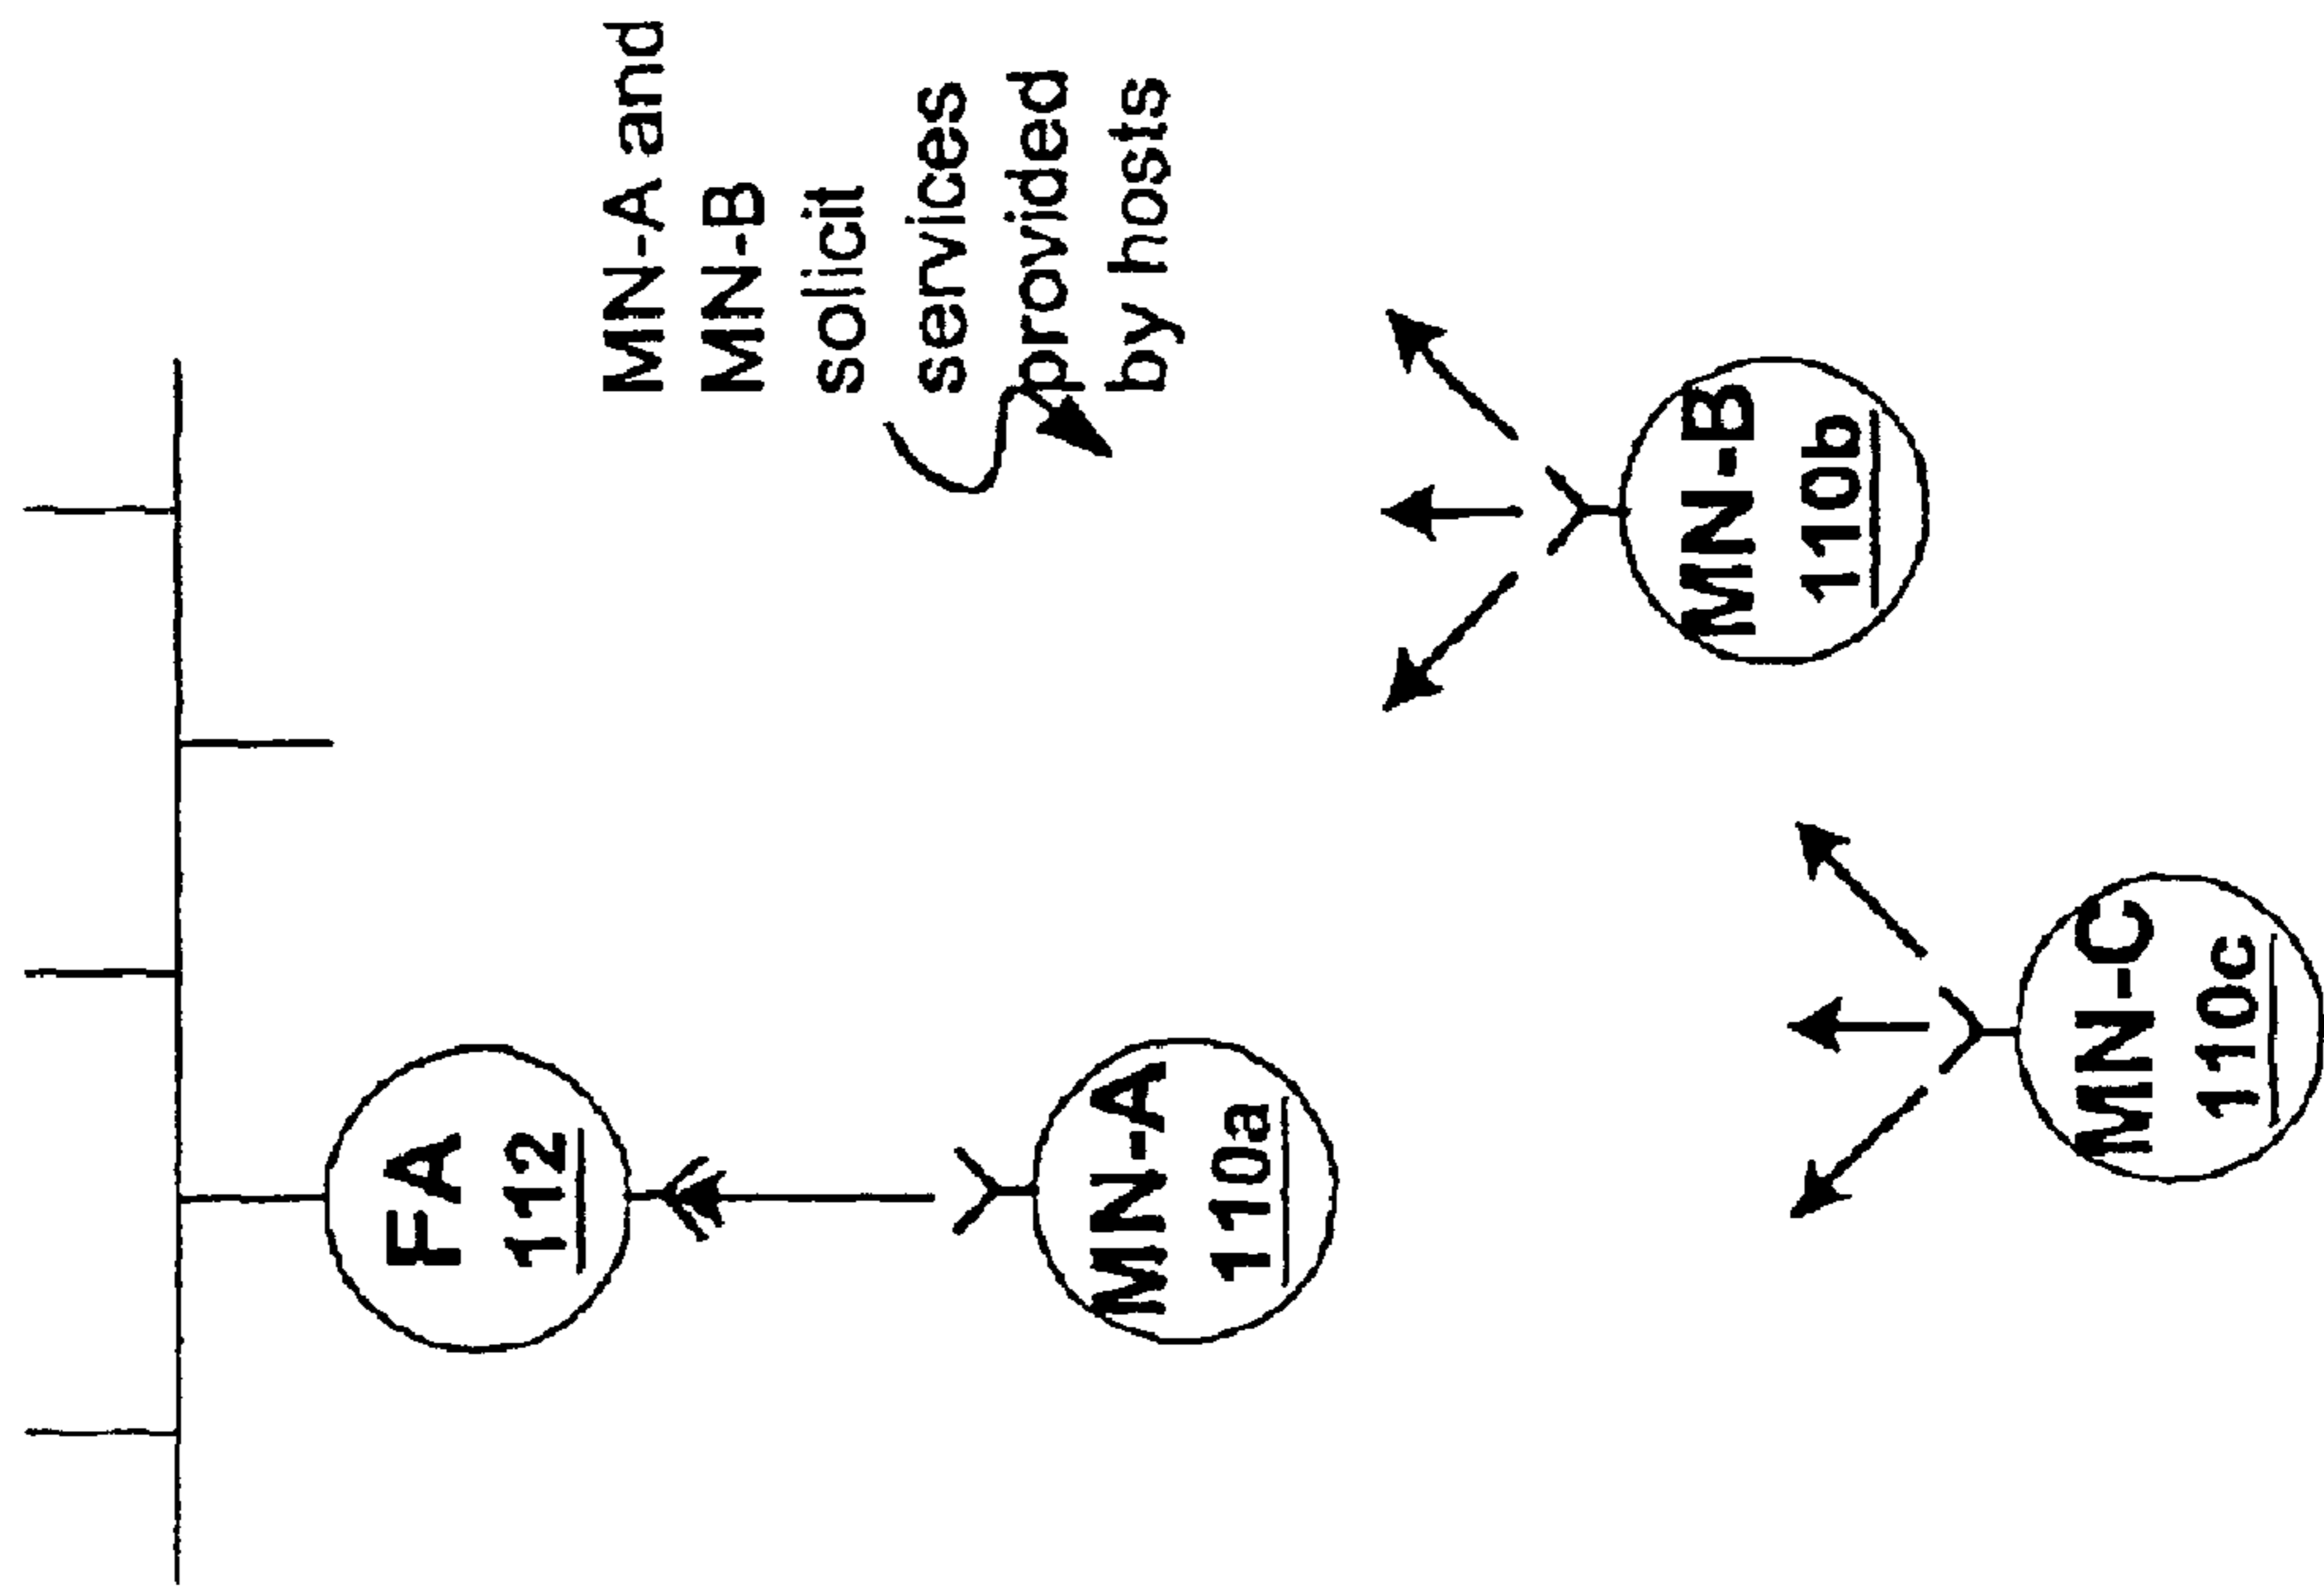 MN-A and
MN-B
solicit
services
provided
by hosts
FA
112
MN-A
110a
MN-B
110b
MN-C
110c